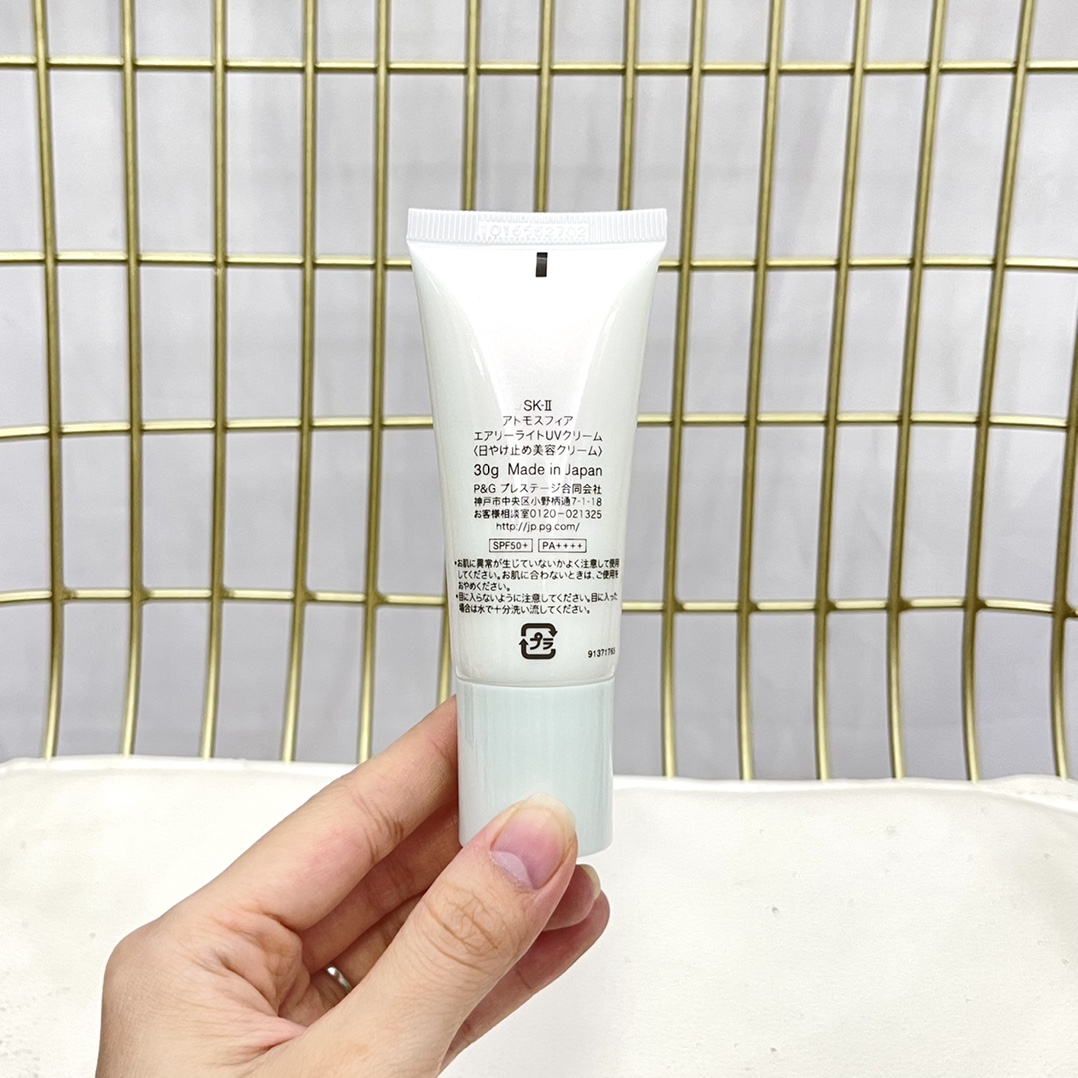 SK-II
アトモスフィア
エアリーライトUVクリーム
〈日やけ止め美容クリーム〉
30g Made in Japan
P&G プレステージ合同会社
神戸市中央区小野柄通7-1-18
お客様相談室0120-021325
http://jp.pg.com/
SPF50+ PA++++
•お肌に異常が生じていないかよく注意して使用
してください。お肌に合わないときは、ご使用を
おやめください。
•目に入らないように注意してください。目に入った
場合は水で十分洗い流してください。
プラ